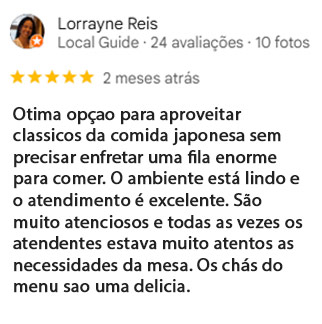 Lorrayne Reis
Local Guide · 24 avaliações · 10 fotos
2 meses atrás
Otima opçao para aproveitar
classicos da comida japonesa sem
precisar enfretar uma fila enorme
para comer. O ambiente está lindo e
o atendimento é excelente. São
muito atenciosos e todas as vezes os
atendentes estava muito atentos as
necessidades da mesa. Os chás do
menu sao uma delicia.